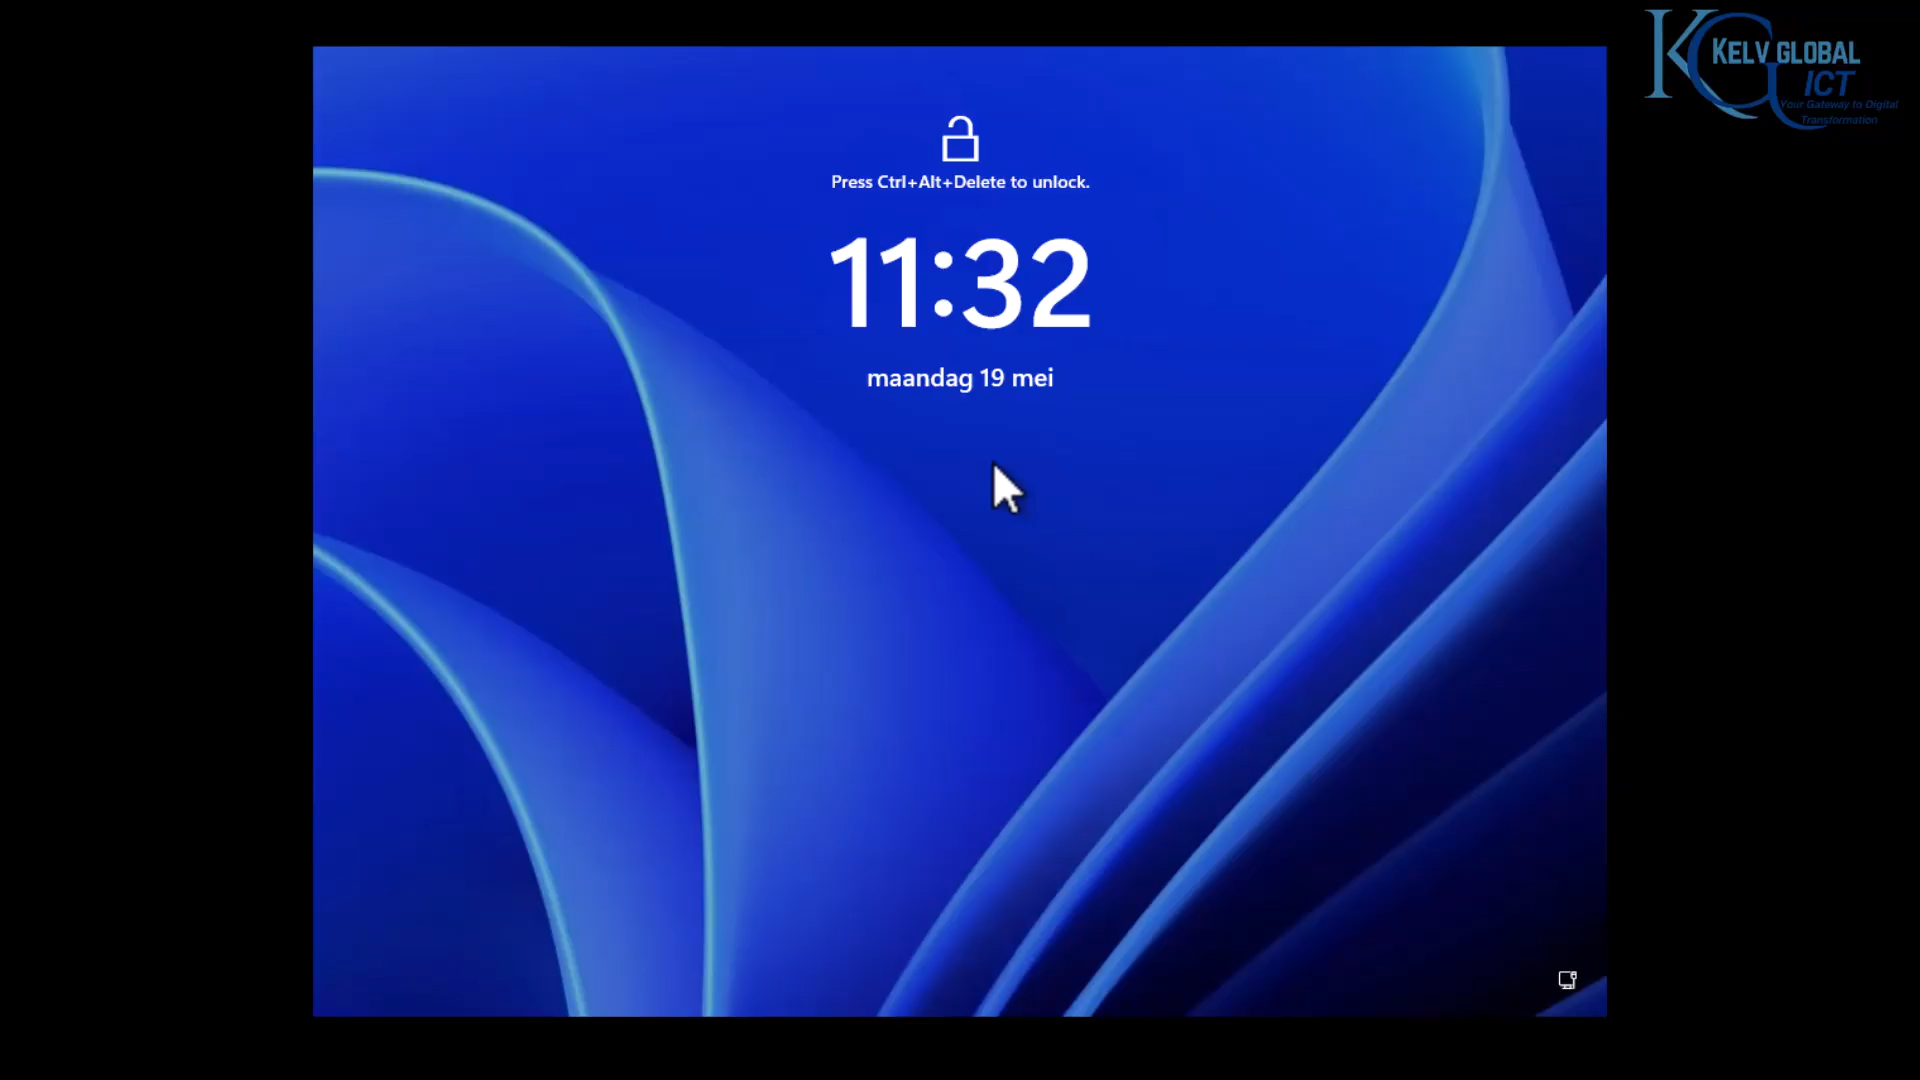 KELV GLOBAL
ICT
Your Gateway to Digital
Transformation
Press Ctrl+Alt+Delete to unlock.
11:32
maandag 19 mei